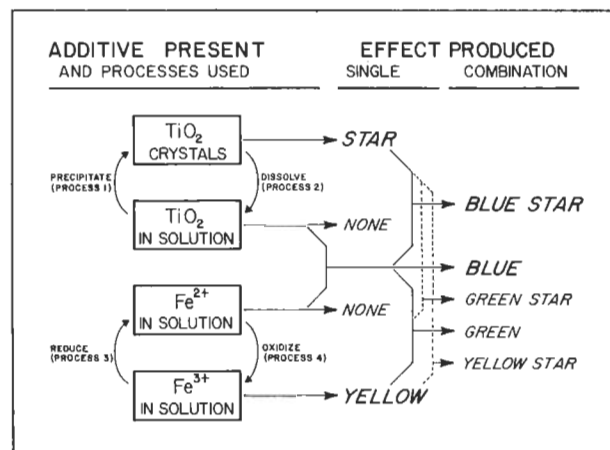 ADDITIVE PRESENT
AND PROCESSES USED
EFFECT PRODUCED
SINGLE
COMBINATION
TiO2
CRYSTALS
STAR
PRECIPITATE
(PROCESS 1)
DISSOLVE
(PROCESS 2)
BLUE STAR
TiO2
IN SOLUTION
NONE
BLUE
Fe2+
IN SOLUTION
NONE
GREEN STAR
GREEN
REDUCE
(PROCESS 3)
OXIDIZE
(PROCESS 4)
YELLOW STAR
Fe3+
IN SOLUTION
YELLOW